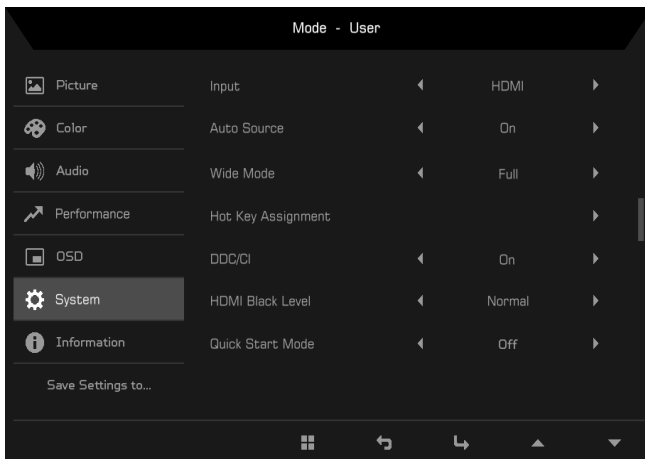 Mode - User
Picture
Input HDMI
Color
Auto Source On
Audio
Wide Mode Full
Performance
Hot Key Assignment
OSD
DDC/CI On
System
HDMI Black Level Normal
Information
Quick Start Mode Off
Save Settings to...